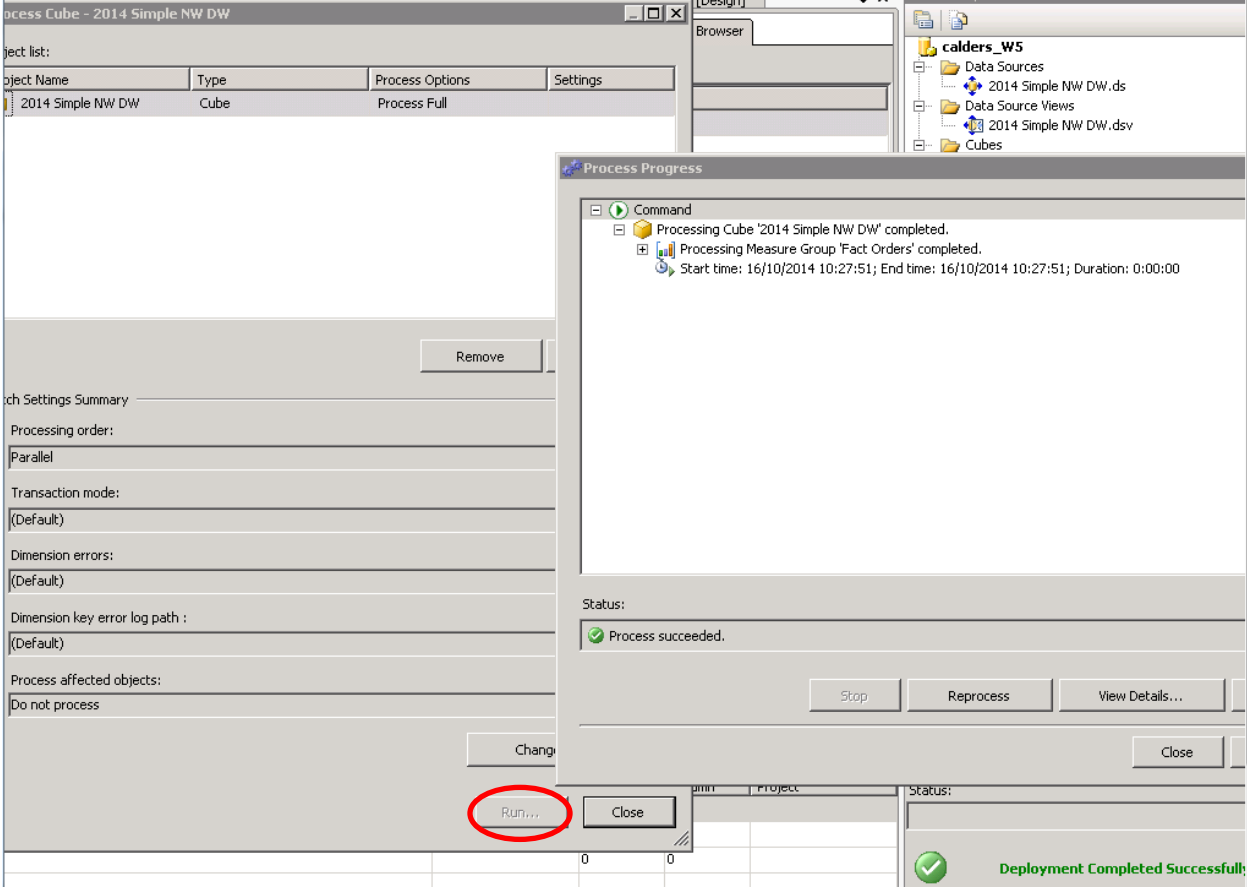 ocess Cube - 2014 Simple NW DW
ject list:
bject Name Type Process Options Settings
2014 Simple NW DW Cube Process Full
Remove
tch Settings Summary
Processing order:
Parallel
Transaction mode:
(Default)
Dimension errors:
(Default)
Dimension key error log path :
(Default)
Process affected objects:
Do not process
Chang
Run...
Close
[Design]
Browser
calders_W5
Data Sources
2014 Simple NW DW.ds
Data Source Views
2014 Simple NW DW.dsv
Cubes
Process Progress
Command
Processing Cube '2014 Simple NW DW' completed.
Processing Measure Group 'Fact Orders' completed.
Start time: 16/10/2014 10:27:51; End time: 16/10/2014 10:27:51; Duration: 0:00:00
Status:
Process succeeded.
Stop Reprocess View Details...
Close
umn Project
0 0
Status:
Deployment Completed Successfully